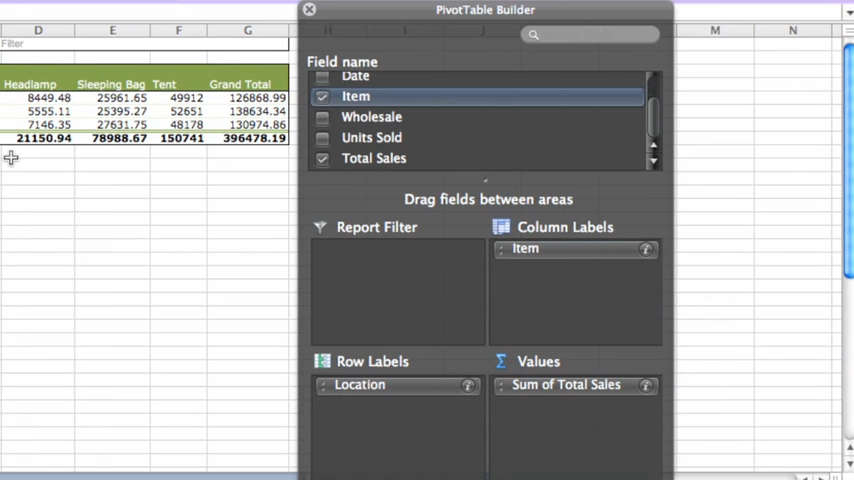 PivotTable Builder
D E F G M N
Filter
Field name
Date
Headlamp Sleeping Bag Tent Grand Total
8449.48 25961.65 49912 126868.99
Item
5555.11 25395.27 52651 138634.34
Wholesale
7146.35 27631.75 48178 130974.86
Units Sold
21150.94 78988.67 150741 396478.19
Total Sales
Drag fields between areas
Report Filter Column Labels
Item
Row Labels Values
Location Sum of Total Sales